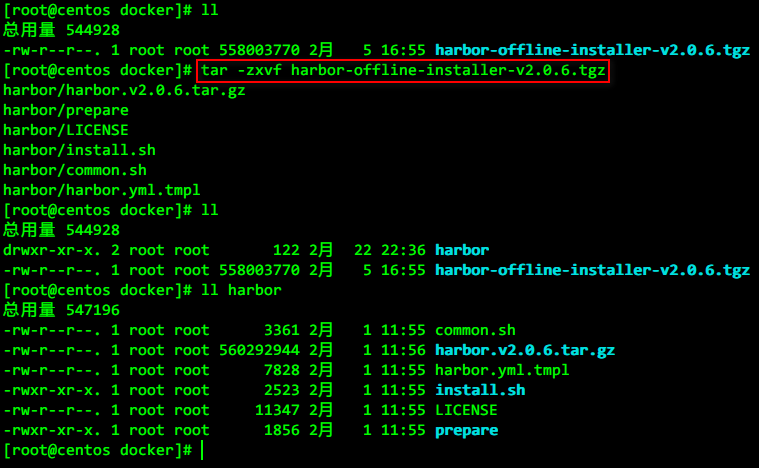 [root@centos docker]# ll
总用量 544928
-rw-r--r--. 1 root root 558003770 2月   5 16:55 harbor-offline-installer-v2.0.6.tgz
[root@centos docker]# tar -zxvf harbor-offline-installer-v2.0.6.tgz
harbor/harbor.v2.0.6.tar.gz
harbor/prepare
harbor/LICENSE
harbor/install.sh
harbor/common.sh
harbor/harbor.yml.tmpl
[root@centos docker]# ll
总用量 544928
drwxr-xr-x. 2 root root       122 2月  22 22:36 harbor
-rw-r--r--. 1 root root 558003770 2月   5 16:55 harbor-offline-installer-v2.0.6.tgz
[root@centos docker]# ll harbor
总用量 547196
-rw-r--r--. 1 root root      3361 2月   1 11:55 common.sh
-rw-r--r--. 1 root root 560292944 2月   1 11:56 harbor.v2.0.6.tar.gz
-rw-r--r--. 1 root root      7828 2月   1 11:55 harbor.yml.tmpl
-rwxr-xr-x. 1 root root      2523 2月   1 11:55 install.sh
-rw-r--r--. 1 root root     11347 2月   1 11:55 LICENSE
-rwxr-xr-x. 1 root root      1856 2月   1 11:55 prepare
[root@centos docker]#